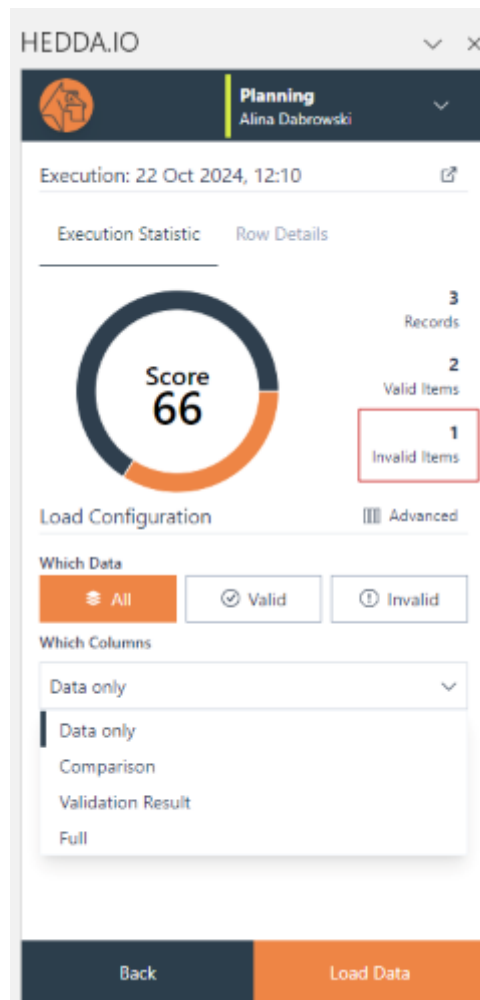 HEDDA.IO
Planning
Alina Dabrowski
Execution: 22 Oct 2024, 12:10
Execution Statistic Row Details
Score
66
3
Records
2
Valid Items
1
Invalid Items
Load Configuration Advanced
Which Data
All Valid Invalid
Which Columns
Data only
Data only
Comparison
Validation Result
Full
Back Load Data